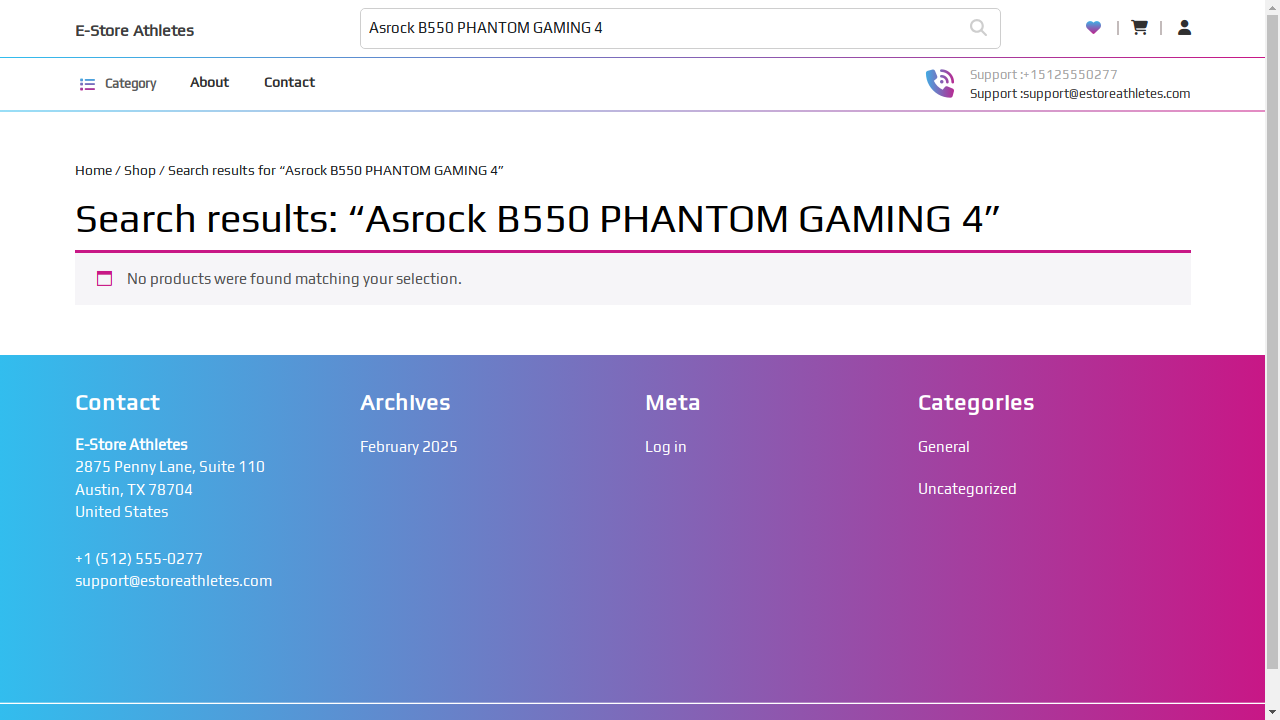 E-Store Athletes
Asrock B550 PHANTOM GAMING 4
Category
About
Contact
Support :+15125550277
Support :support@estoreathletes.com
Home / Shop / Search results for “Asrock B550 PHANTOM GAMING 4”
Search results: “Asrock B550 PHANTOM GAMING 4”
No products were found matching your selection.
Contact
E-Store Athletes
2875 Penny Lane, Suite 110
Austin, TX 78704
United States
+1 (512) 555-0277
support@estoreathletes.com
Archives
February 2025
Meta
Log in
Categories
General
Uncategorized